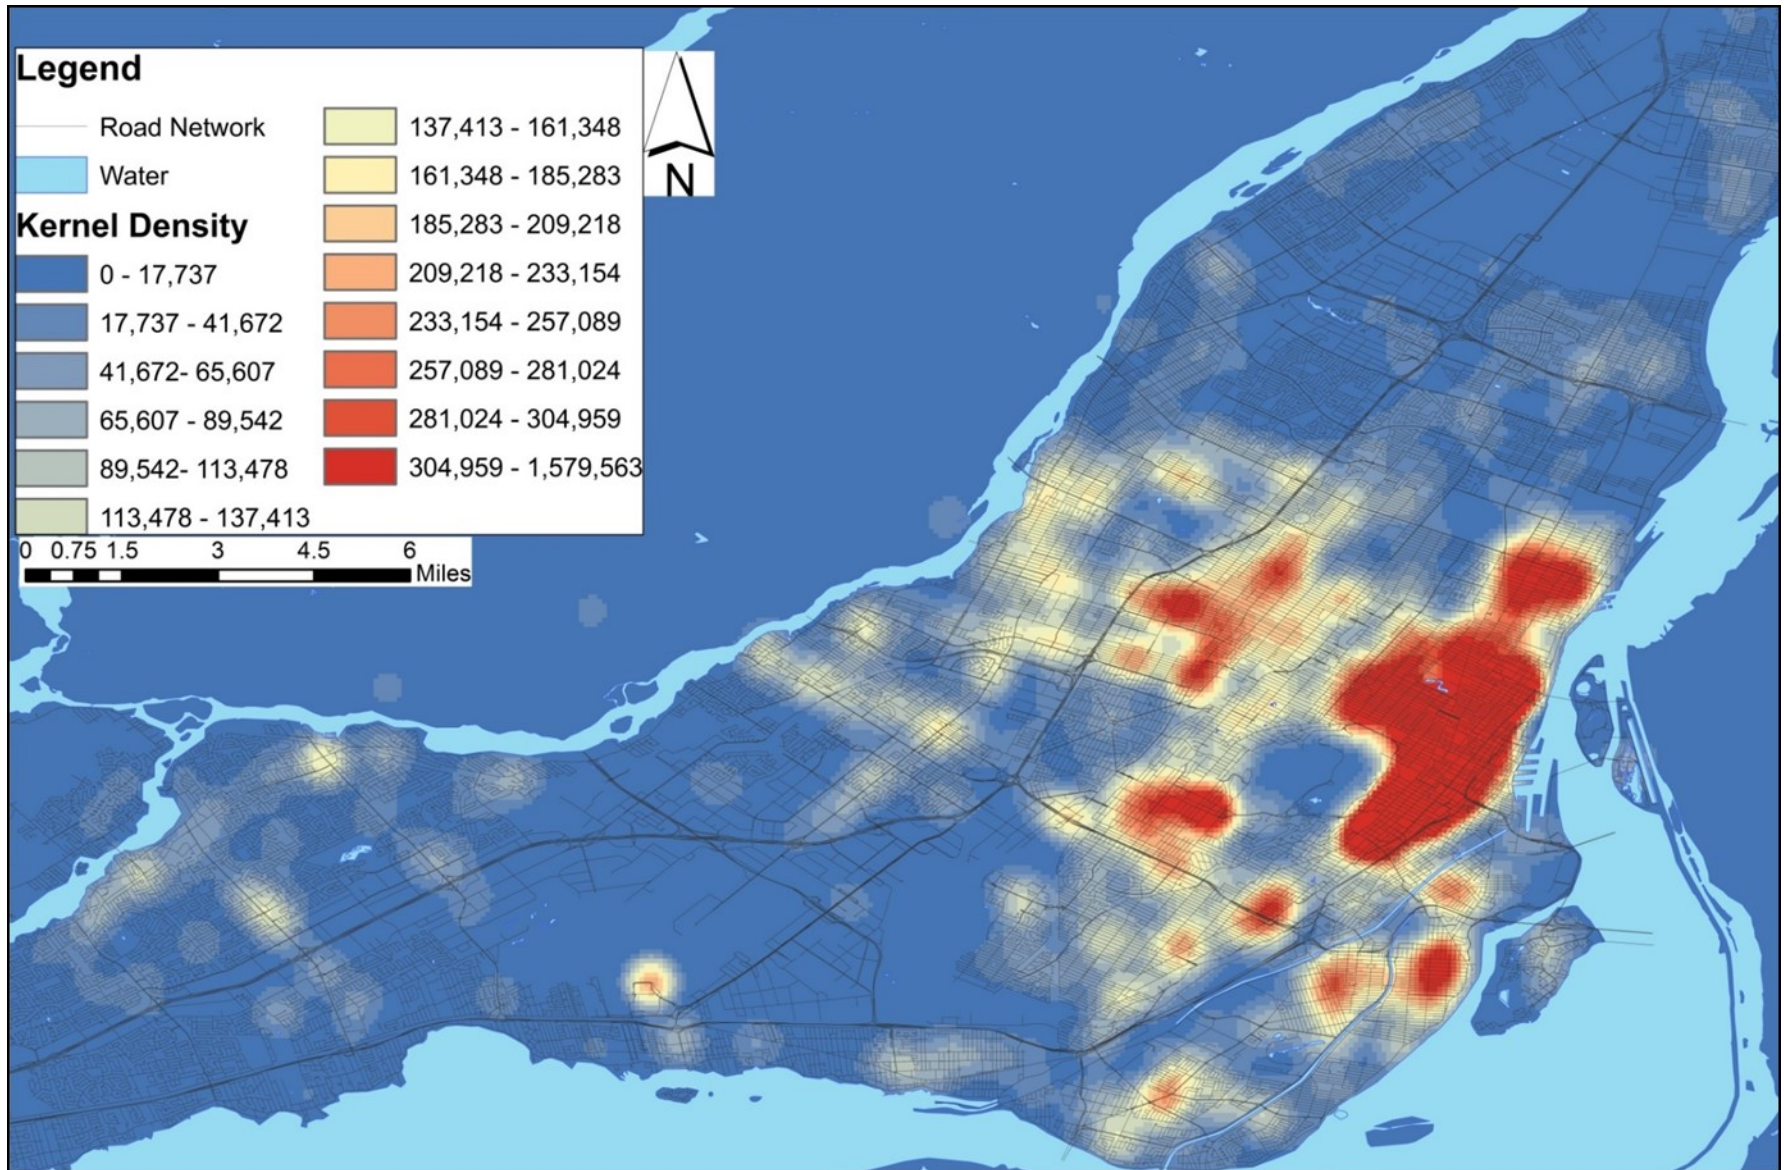 Legend
Road Network
Water
Kernel Density
0 - 17,737
17,737 - 41,672
41,672- 65,607
65,607 - 89,542
89,542- 113,478
113,478 - 137,413
137,413 - 161,348
161,348 - 185,283
185,283 - 209,218
209,218 - 233,154
233,154 - 257,089
257,089 - 281,024
281,024 - 304,959
304,959 - 1,579,563
N
0 0.75 1.5 3 4.5 6
Miles